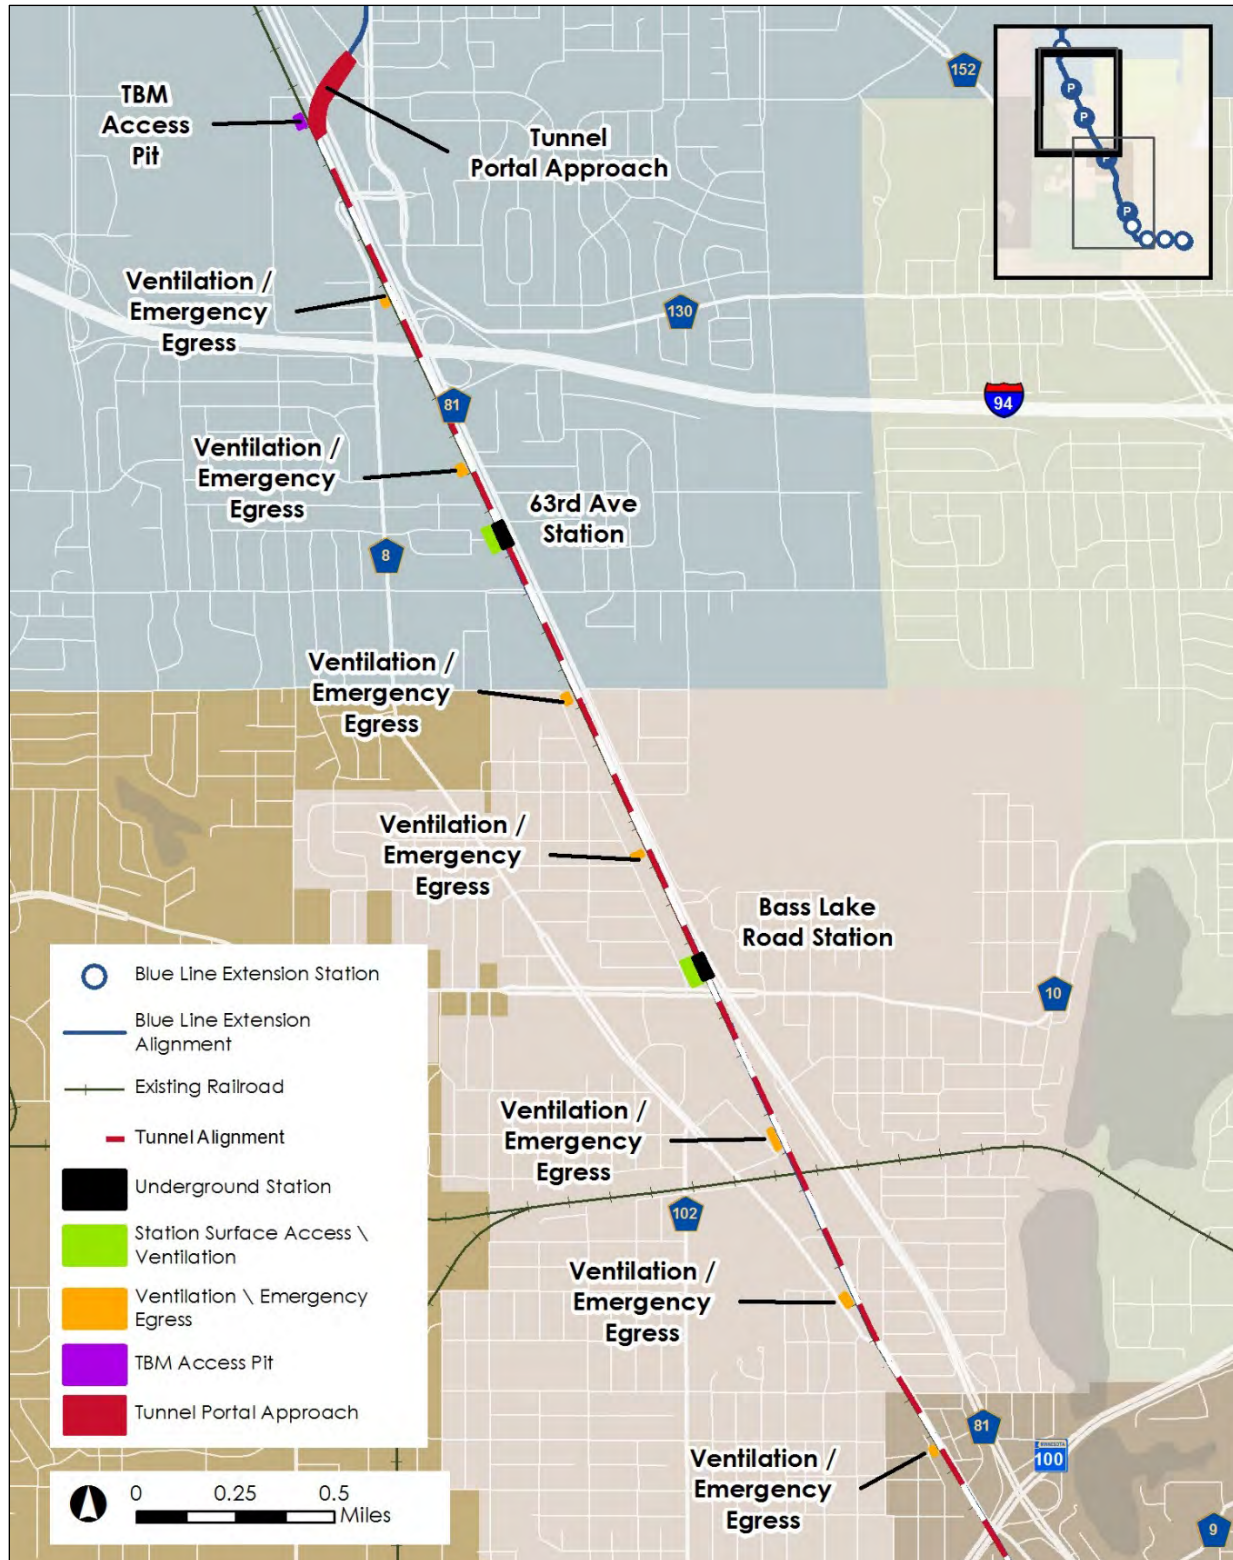 152
P
P
P
P
TBM
Access
Pit
Tunnel
Portal Approach
Ventilation /
Emergency
Egress
130
94
81
Ventilation /
Emergency
Egress
63rd Ave
Station
8
Ventilation /
Emergency
Egress
Ventilation /
Emergency
Egress
Bass Lake
Road Station
10
Ventilation /
Emergency
Egress
102
Ventilation /
Emergency
Egress
81
MINNESOTA
100
Ventilation /
Emergency
Egress
9
Blue Line Extension Station
Blue Line Extension
Alignment
Existing Railroad
Tunnel Alignment
Underground Station
Station Surface Access \
Ventilation
Ventilation \ Emergency
Egress
TBM Access Pit
Tunnel Portal Approach
0 0.25 0.5
Miles